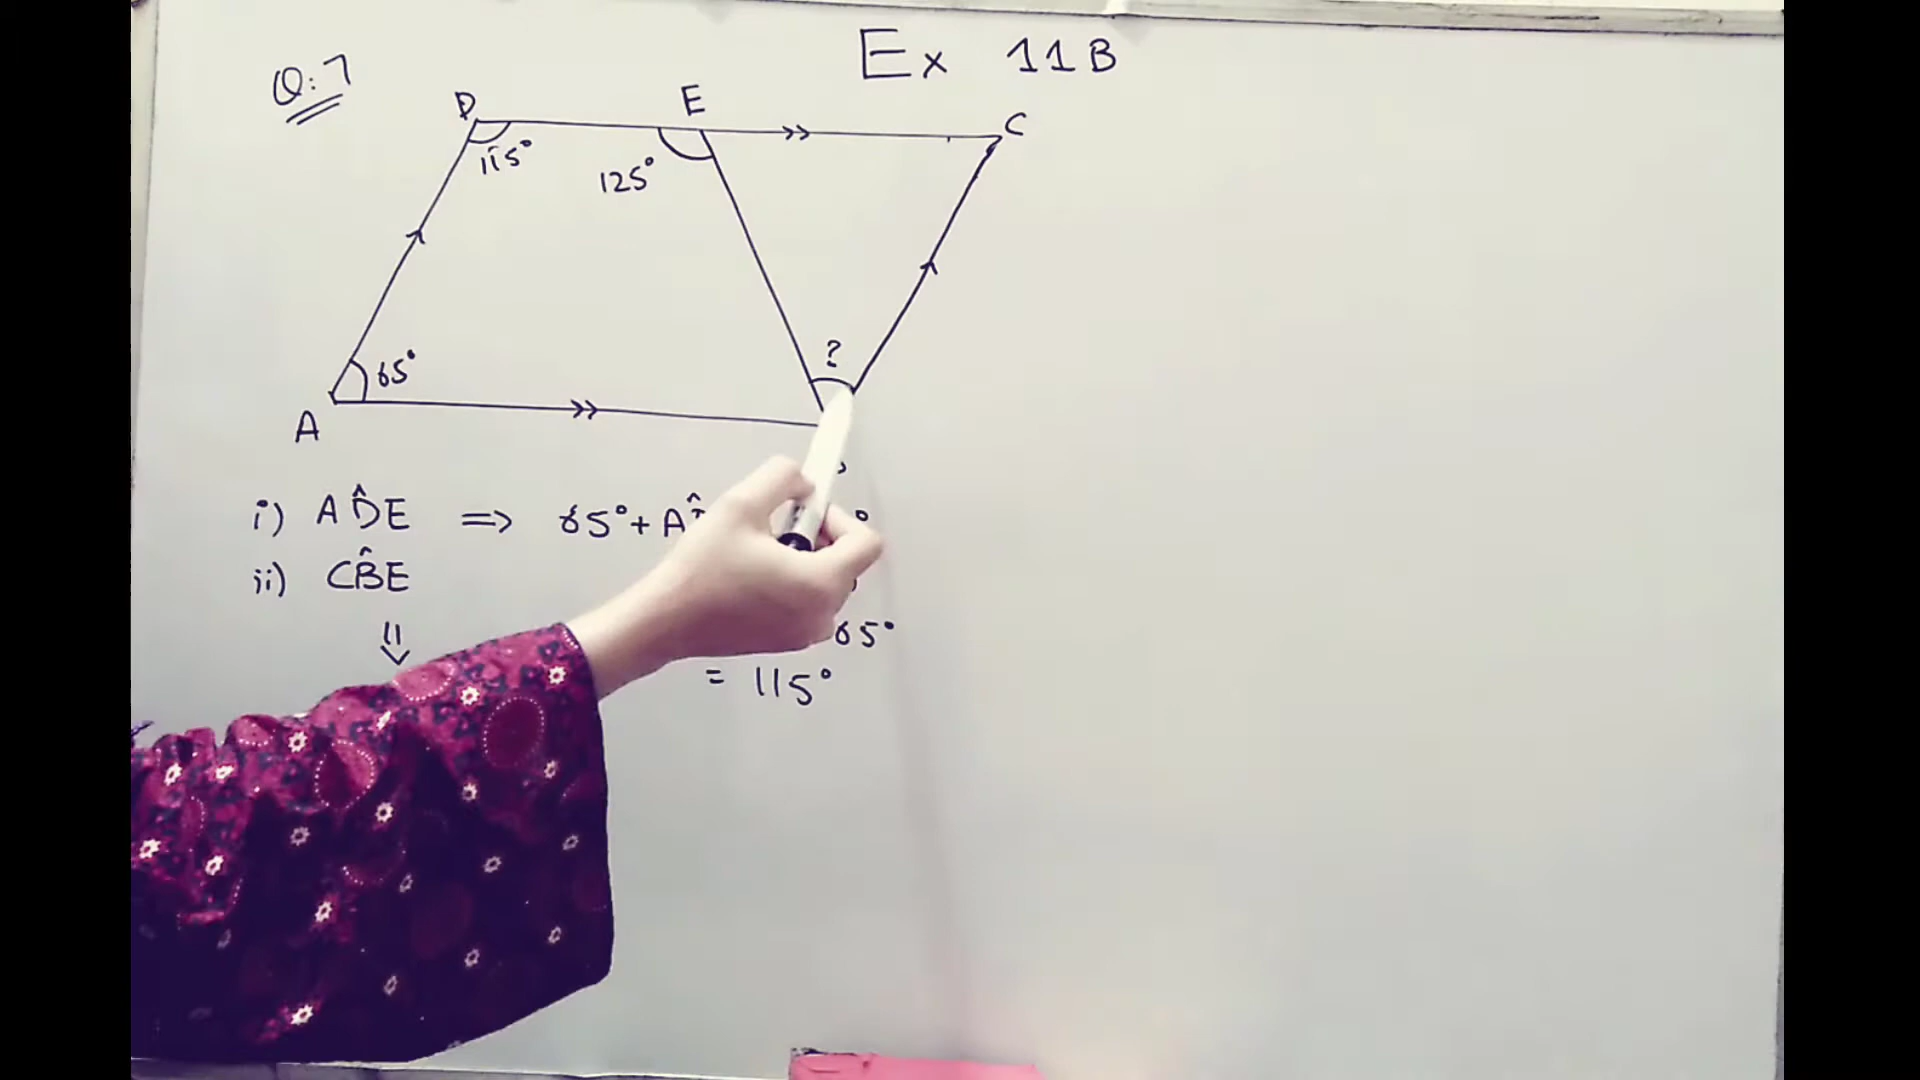 Q:7
Ex 11B
D E C
115° 125°
?
65°
A
i) AD̂E => 65°+A °
ii) CB̂E
65°
= 115°